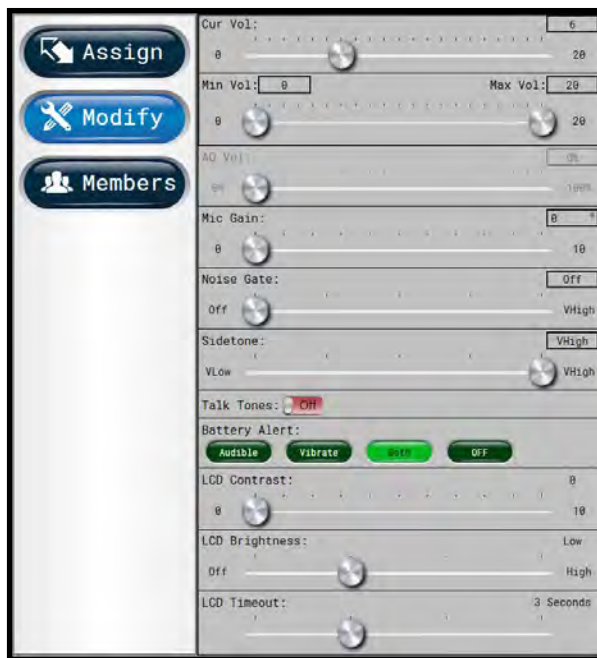 Assign
Modify
Members
Cur Vol: 6
0 20
Min Vol: 0 Max Vol: 20
0 20
AO Vol: 0%
0% 100%
Mic Gain: 0 *
0 10
Noise Gate: Off
Off VHigh
Sidetone: VHigh
VLow VHigh
Talk Tones: Off
Battery Alert:
Audible Vibrate Both OFF
LCD Contrast: 0
0 10
LCD Brightness: Low
Off High
LCD Timeout: 3 Seconds